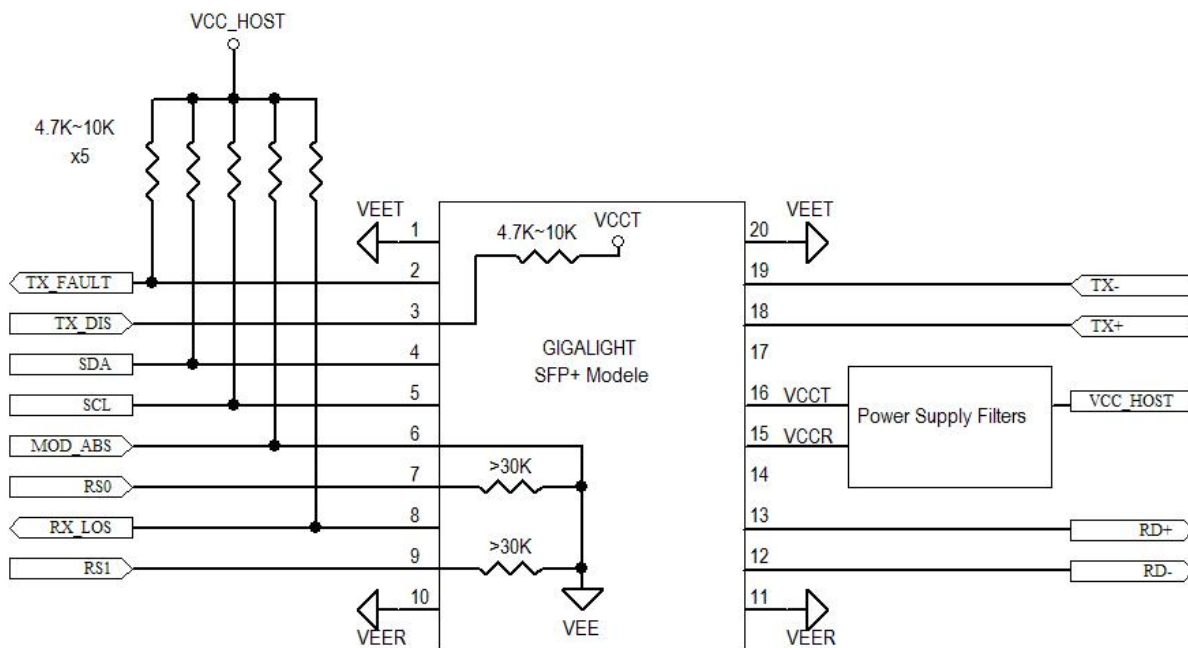 VCC_HOST
4.7K~10K
x5
VEET
1
2
3
4
5
6
7
8
9
10
VEER
TX_FAULT
TX_DIS
SDA
SCL
MOD_ABS
RS0
RX_LOS
RS1
4.7K~10K
VCCT
GIGALIGHT
SFP+ Modele
>30K
>30K
VEE
20
VEET
19
18
17
16
VCCT
15
VCCR
14
13
12
11
VEER
Power Supply Filters
TX-
TX+
VCC_HOST
RD+
RD-